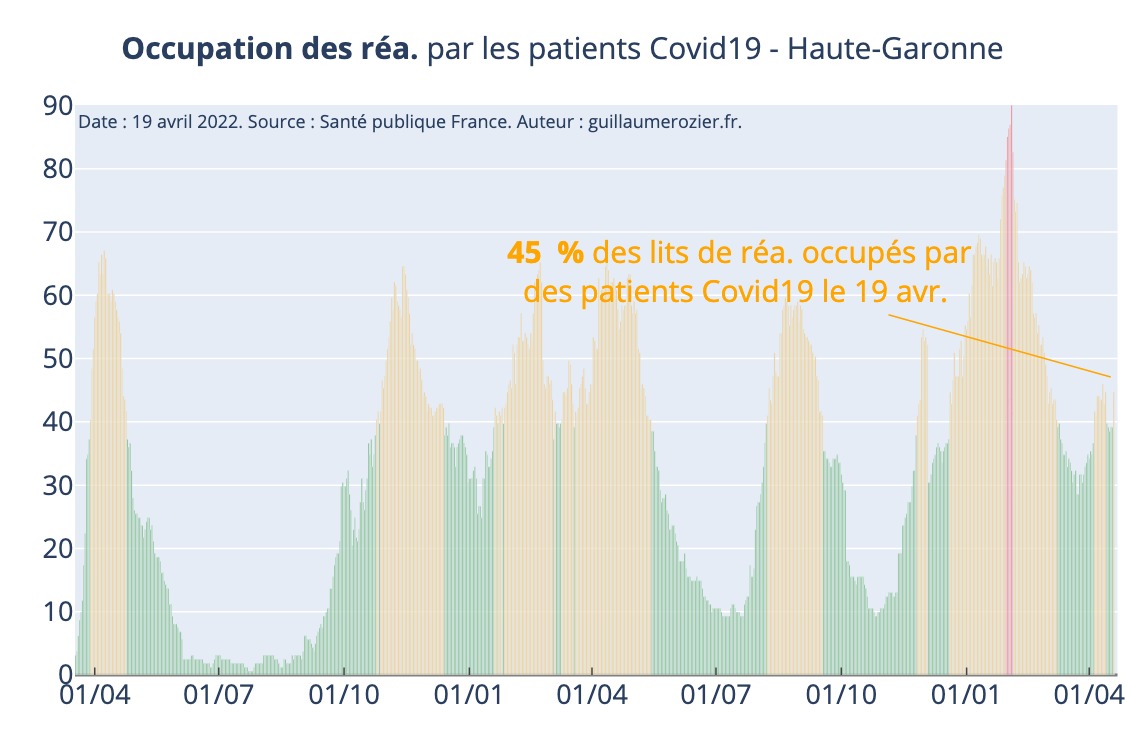 Occupation des réa. par les patients Covid19 - Haute-Garonne
90
Date : 19 avril 2022. Source : Santé publique France. Auteur : guillaumerozier.fr.
80
70
45 % des lits de réa. occupés par
des patients Covid19 le 19 avr.
60
50
40
30
20
10
0
01/04 01/07 01/10 01/01 01/04 01/07 01/10 01/01 01/04